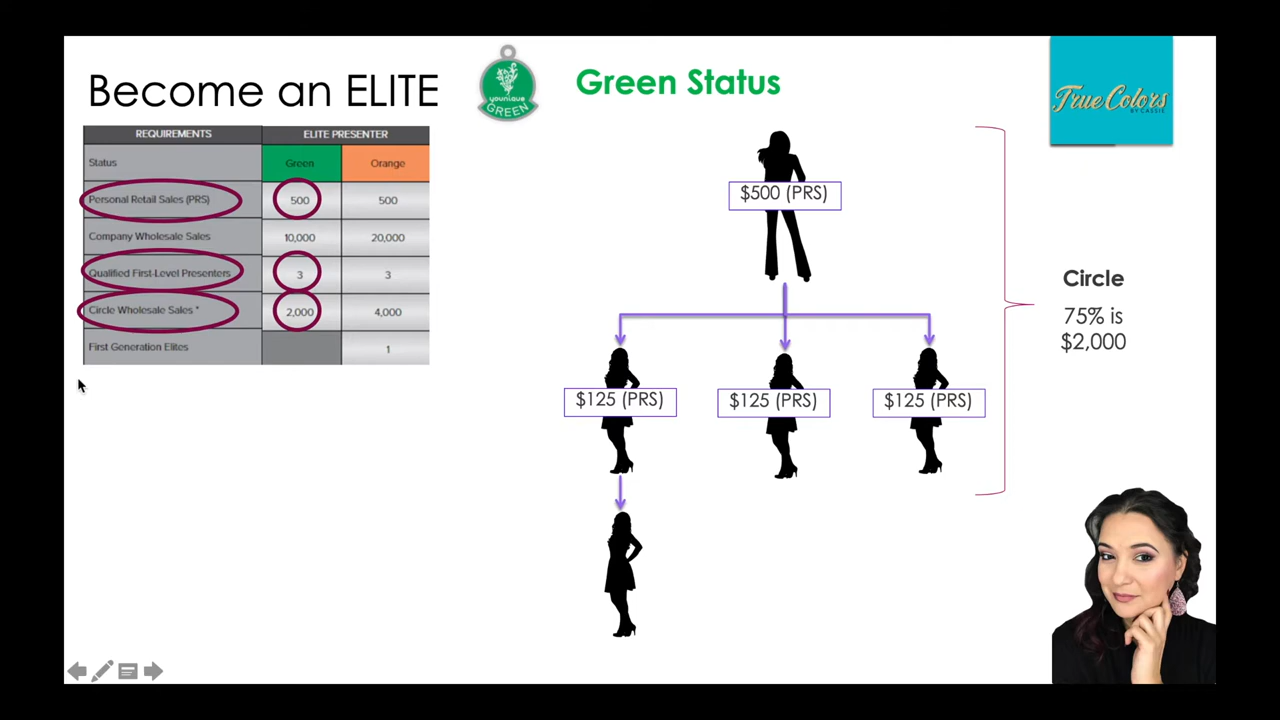 Become an ELITE
younique
GREEN
Green Status
True Colors
BY CASSIE
REQUIREMENTS ELITE PRESENTER
Status Green Orange
Personal Retail Sales (PRS) 500 500
Company Wholesale Sales 10,000 20,000
Qualified First-Level Presenters 3 3
Circle Wholesale Sales * 2,000 4,000
First Generation Elites 1
$500 (PRS)
Circle
75% is
$2,000
$125 (PRS) $125 (PRS) $125 (PRS)